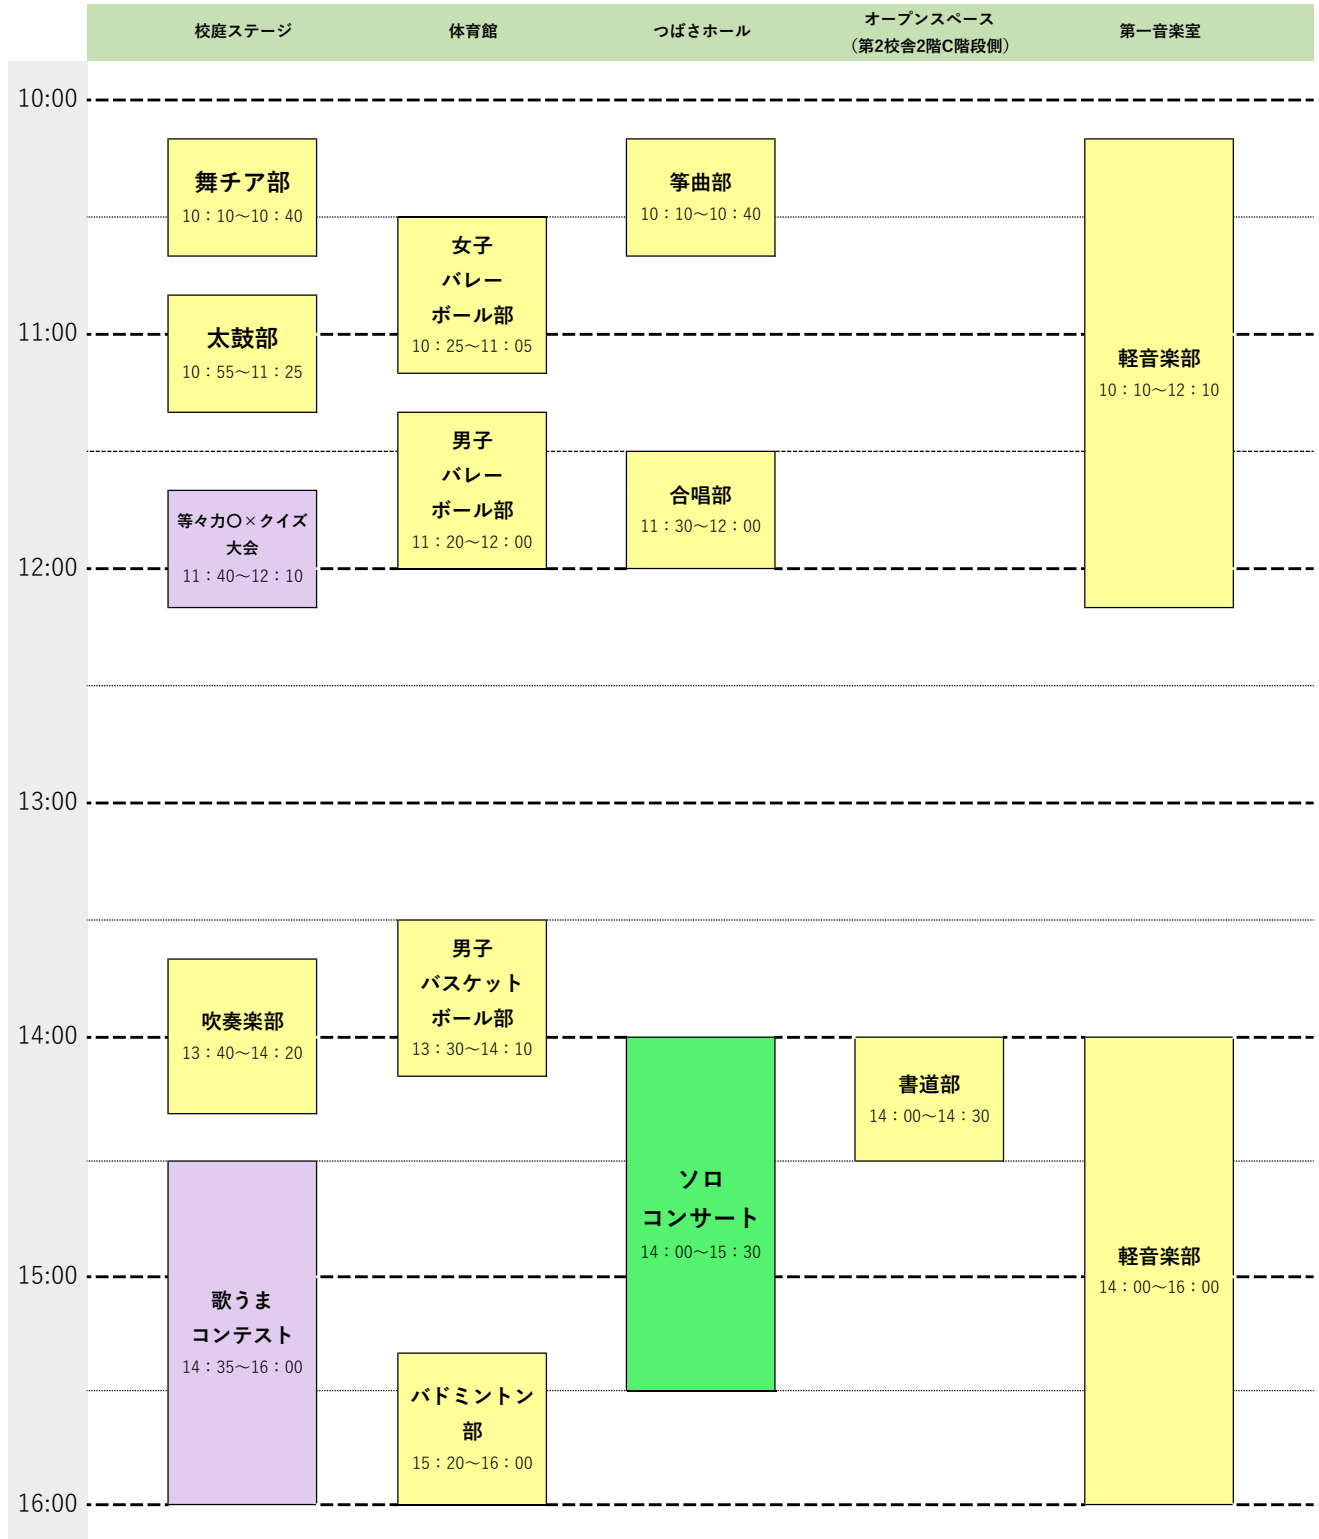 校庭ステージ
体育館
つばさホール
オープンスペース
（第2校舎2階C階段側）
第一音楽室
10:00
舞チア部
10：10～10：40
箏曲部
10：10～10：40
女子
バレー
ボール部
10：25～11：05
11:00
太鼓部
10：55～11：25
軽音楽部
10：10～12：10
男子
バレー
ボール部
11：20～12：00
合唱部
11：30～12：00
等々力〇×クイズ
大会
11：40～12：10
12:00
13:00
男子
バスケット
ボール部
13：30～14：10
吹奏楽部
13：40～14：20
14:00
書道部
14：00～14：30
ソロ
コンサート
14：00～15：30
軽音楽部
14：00～16：00
15:00
歌うま
コンテスト
14：35～16：00
バドミントン
部
15：20～16：00
16:00